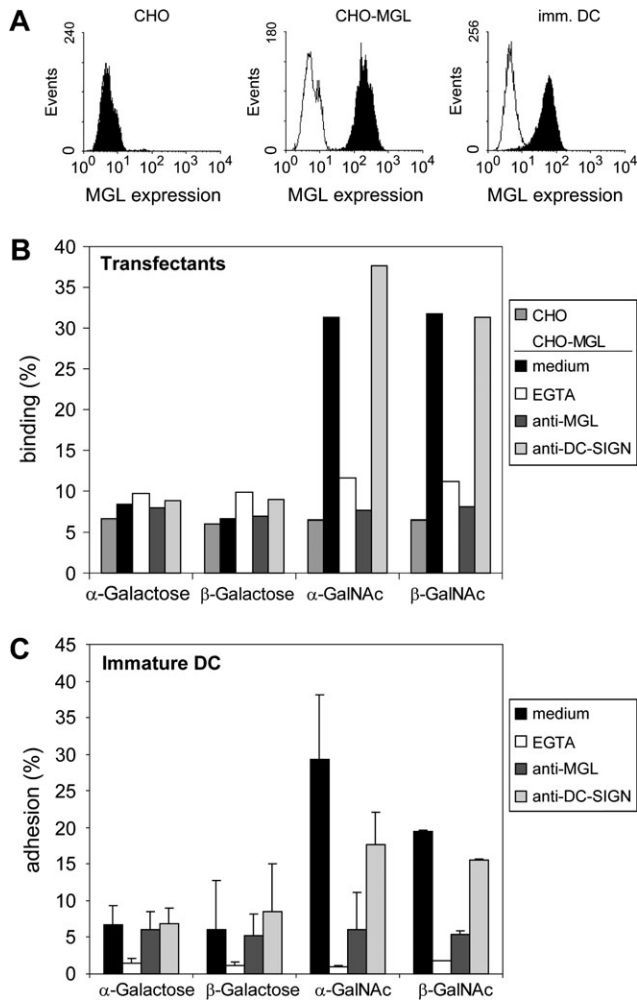 A
CHO
CHO-MGL
imm. DC
240
Events
0
10⁰ 10¹ 10² 10³ 10⁴
MGL expression
180
Events
0
10⁰ 10¹ 10² 10³ 10⁴
MGL expression
256
Events
0
10⁰ 10¹ 10² 10³ 10⁴
MGL expression
B
Transfectants
binding (%)
40
35
30
25
20
15
10
5
0
α-Galactose β-Galactose α-GalNAc β-GalNAc
CHO
CHO-MGL
medium
EGTA
anti-MGL
anti-DC-SIGN
C
Immature DC
adhesion (%)
45
40
35
30
25
20
15
10
5
0
α-Galactose β-Galactose α-GalNAc β-GalNAc
medium
EGTA
anti-MGL
anti-DC-SIGN